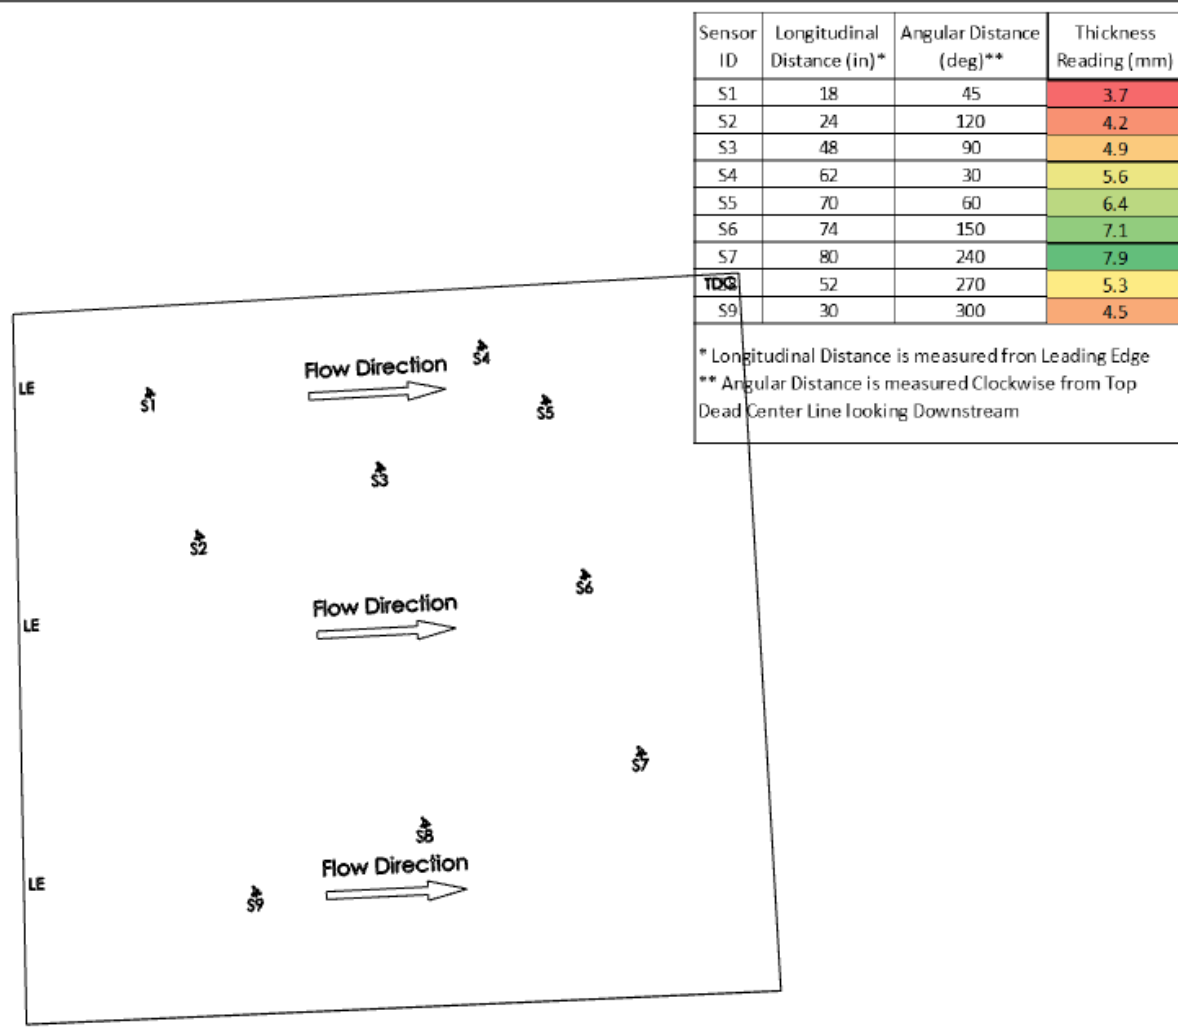 Sensor ID Longitudinal Distance (in)* Angular Distance (deg)** Thickness Reading (mm)
S1 18 45 3.7
S2 24 120 4.2
S3 48 90 4.9
S4 62 30 5.6
S5 70 60 6.4
S6 74 150 7.1
S7 80 240 7.9
52 270 5.3
S9 30 300 4.5
* Longitudinal Distance is measured fron Leading Edge
** Angular Distance is measured Clockwise from Top
Dead Center Line looking Downstream
S4
Flow Direction
LE
S1
S5
S3
S2
S6
Flow Direction
LE
S7
S8
Flow Direction
LE
S9